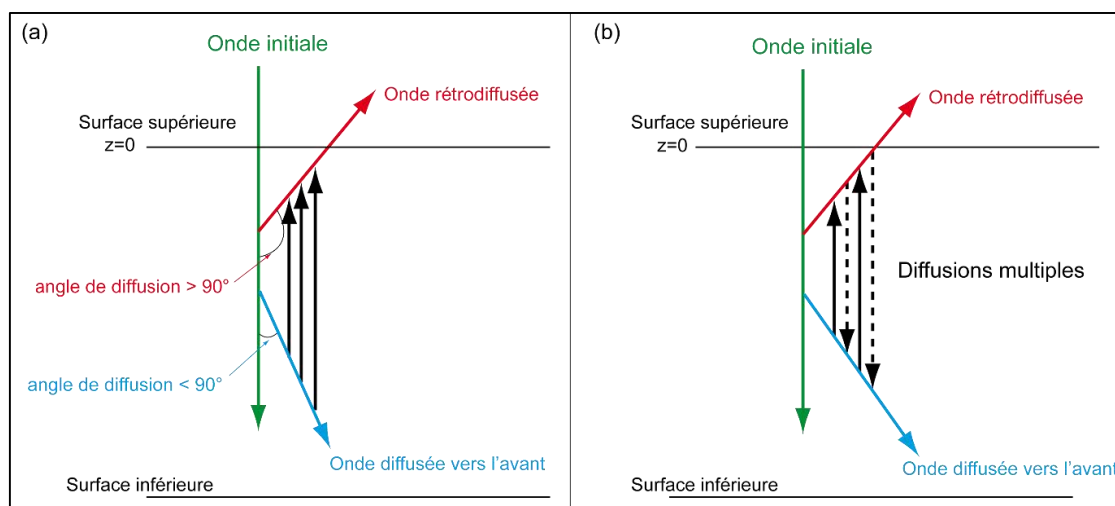 (a)
Onde initiale
Onde rétrodiffusée
Surface supérieure
z=0
angle de diffusion > 90°
angle de diffusion < 90°
Onde diffusée vers l'avant
Surface inférieure
(b)
Onde initiale
Onde rétrodiffusée
Surface supérieure
z=0
Diffusions multiples
Onde diffusée vers l'avant
Surface inférieure